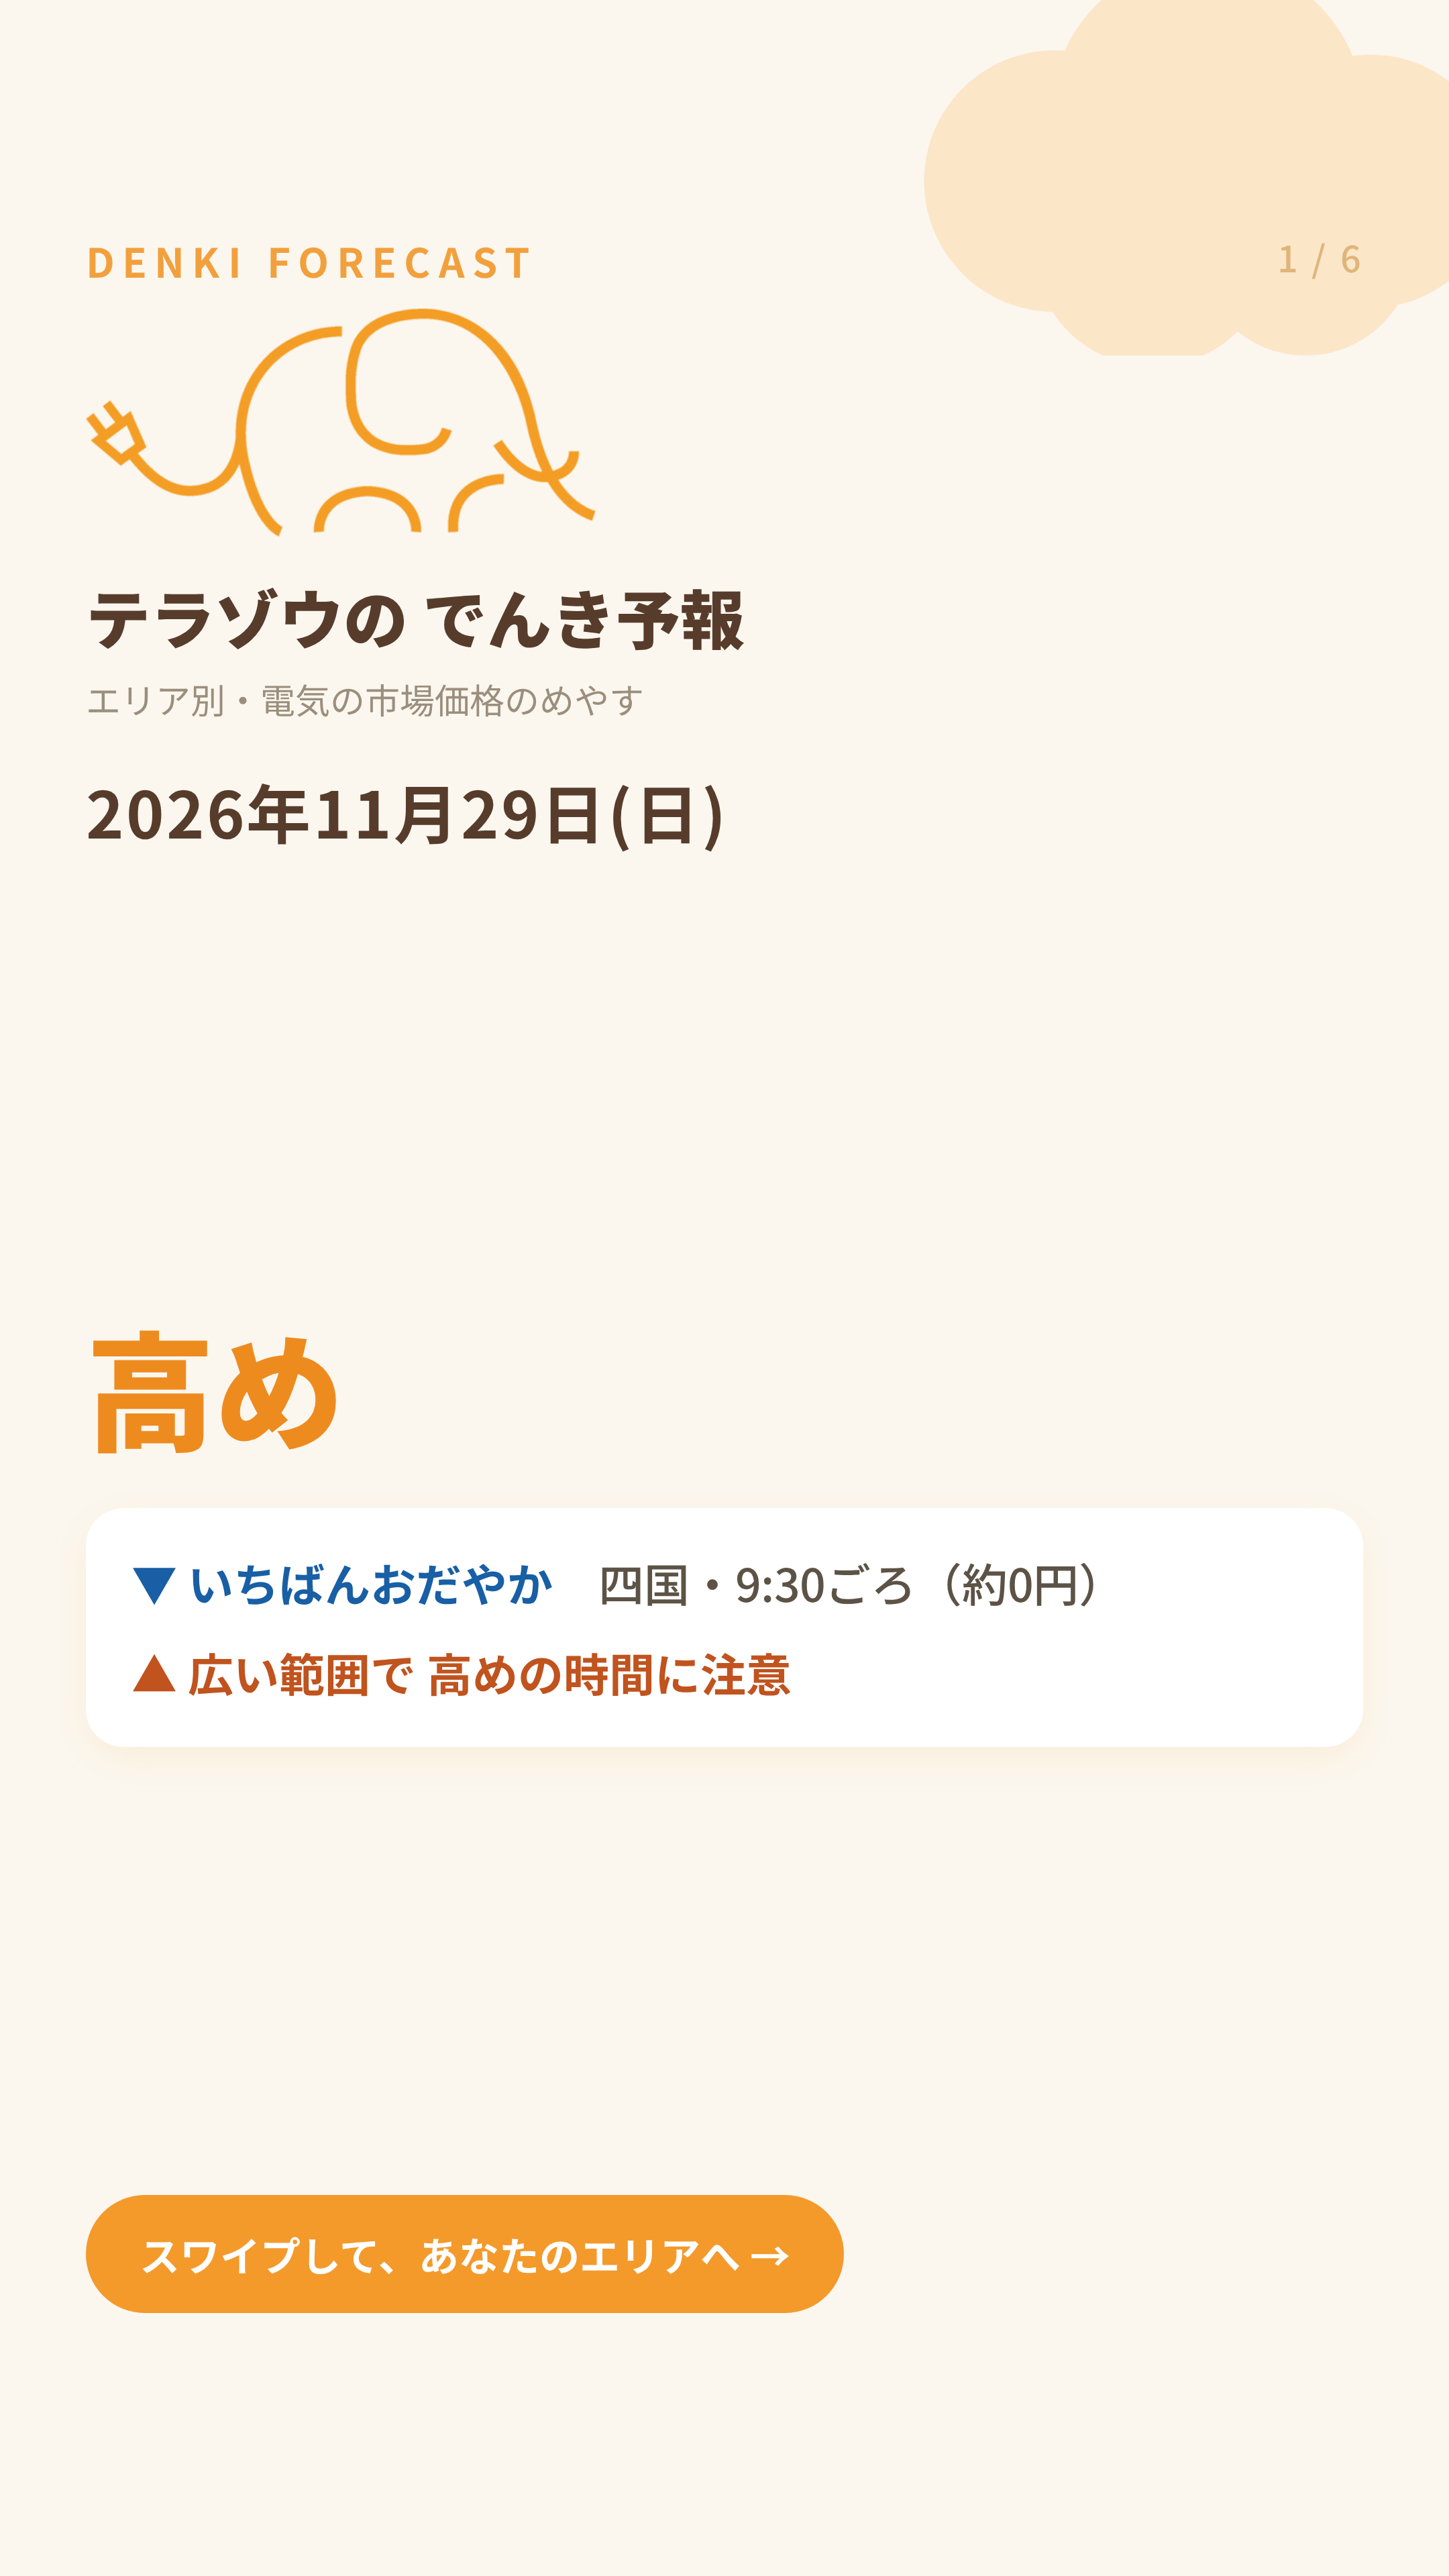 DENKI FORECAST
1 / 6
テラゾウの でんき予報
エリア別・電気の市場価格のめやす
2026年11月29日(日)
高め
▼ いちばんおだやか　四国・9:30ごろ（約0円）
▲ 広い範囲で 高めの時間に注意
スワイプして、あなたのエリアへ →